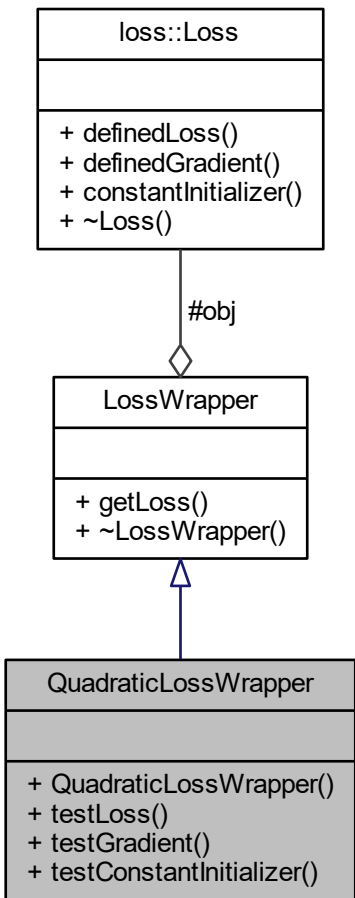 loss::Loss
+ definedLoss()
+ definedGradient()
+ constantInitializer()
+ ~Loss()
#obj
LossWrapper
+ getLoss()
+ ~LossWrapper()
QuadraticLossWrapper
+ QuadraticLossWrapper()
+ testLoss()
+ testGradient()
+ testConstantInitializer()